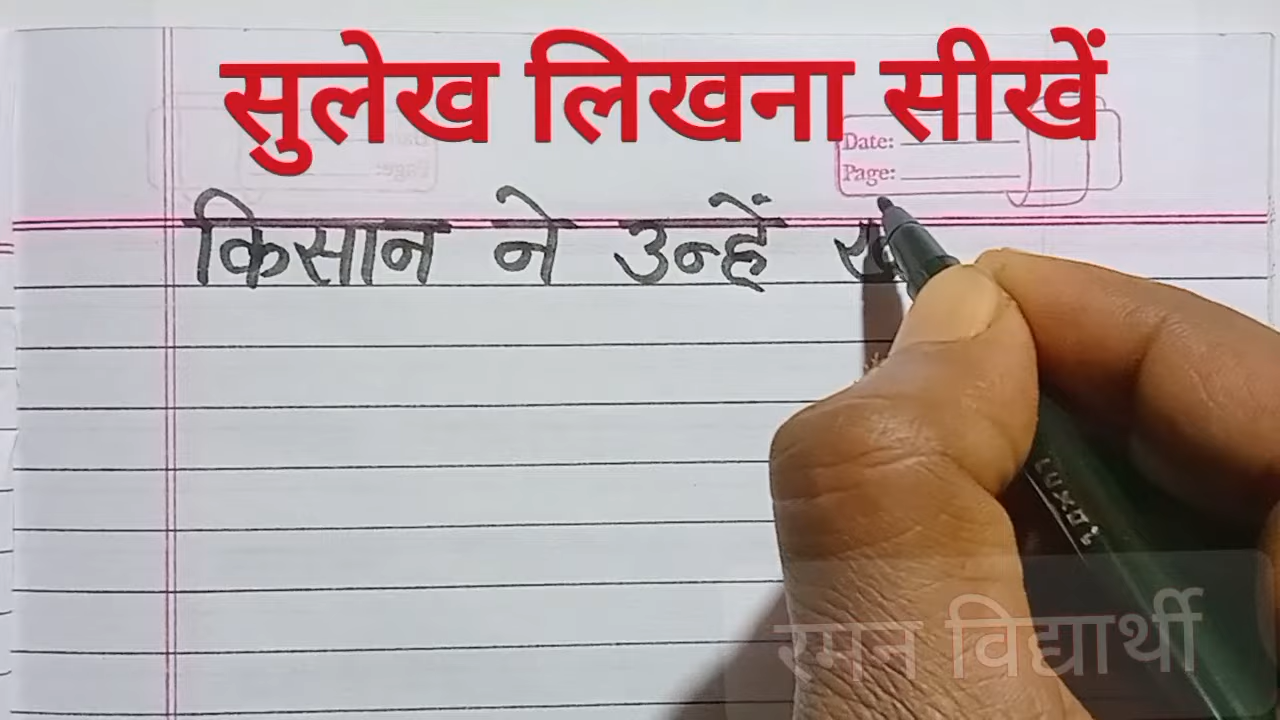 सुलेख लिखना सीखें
Date:
Page:
किसान ने उन्हें
रमन विद्यार्थी